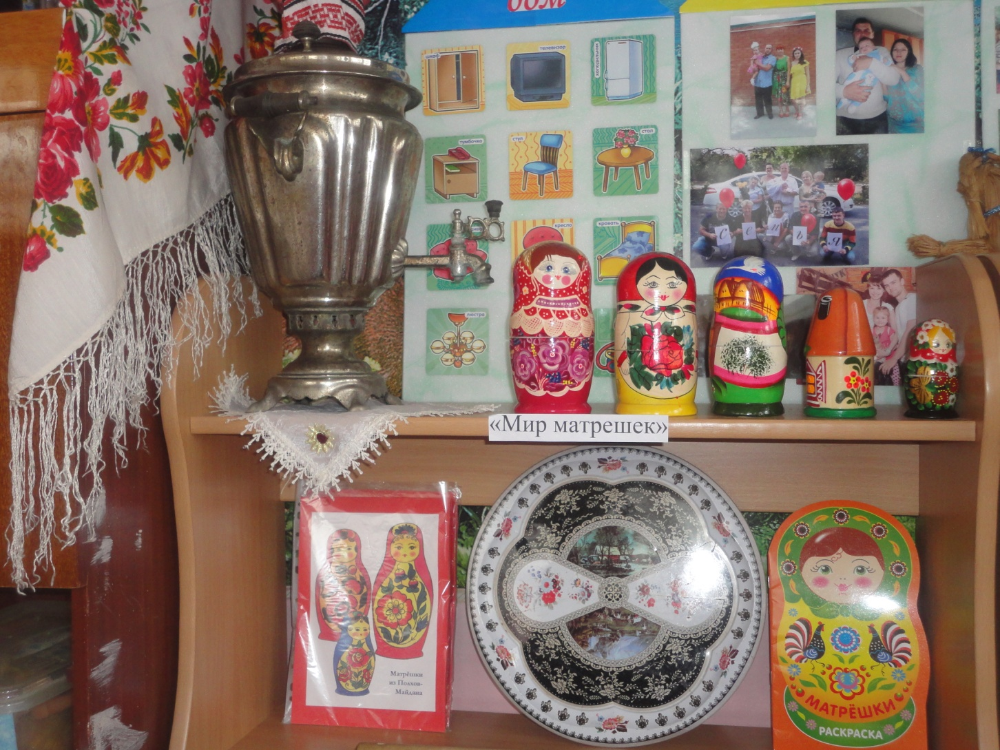 дом
шкаф
телевизор
холодильник
тумбочка
стул
стол
кресло
кровать
люстра
С е м ь я
«Мир матрешек»
Матрёшки
из Полхов-
Майдана
МАТРЁШКИ
РАСКРАСКА